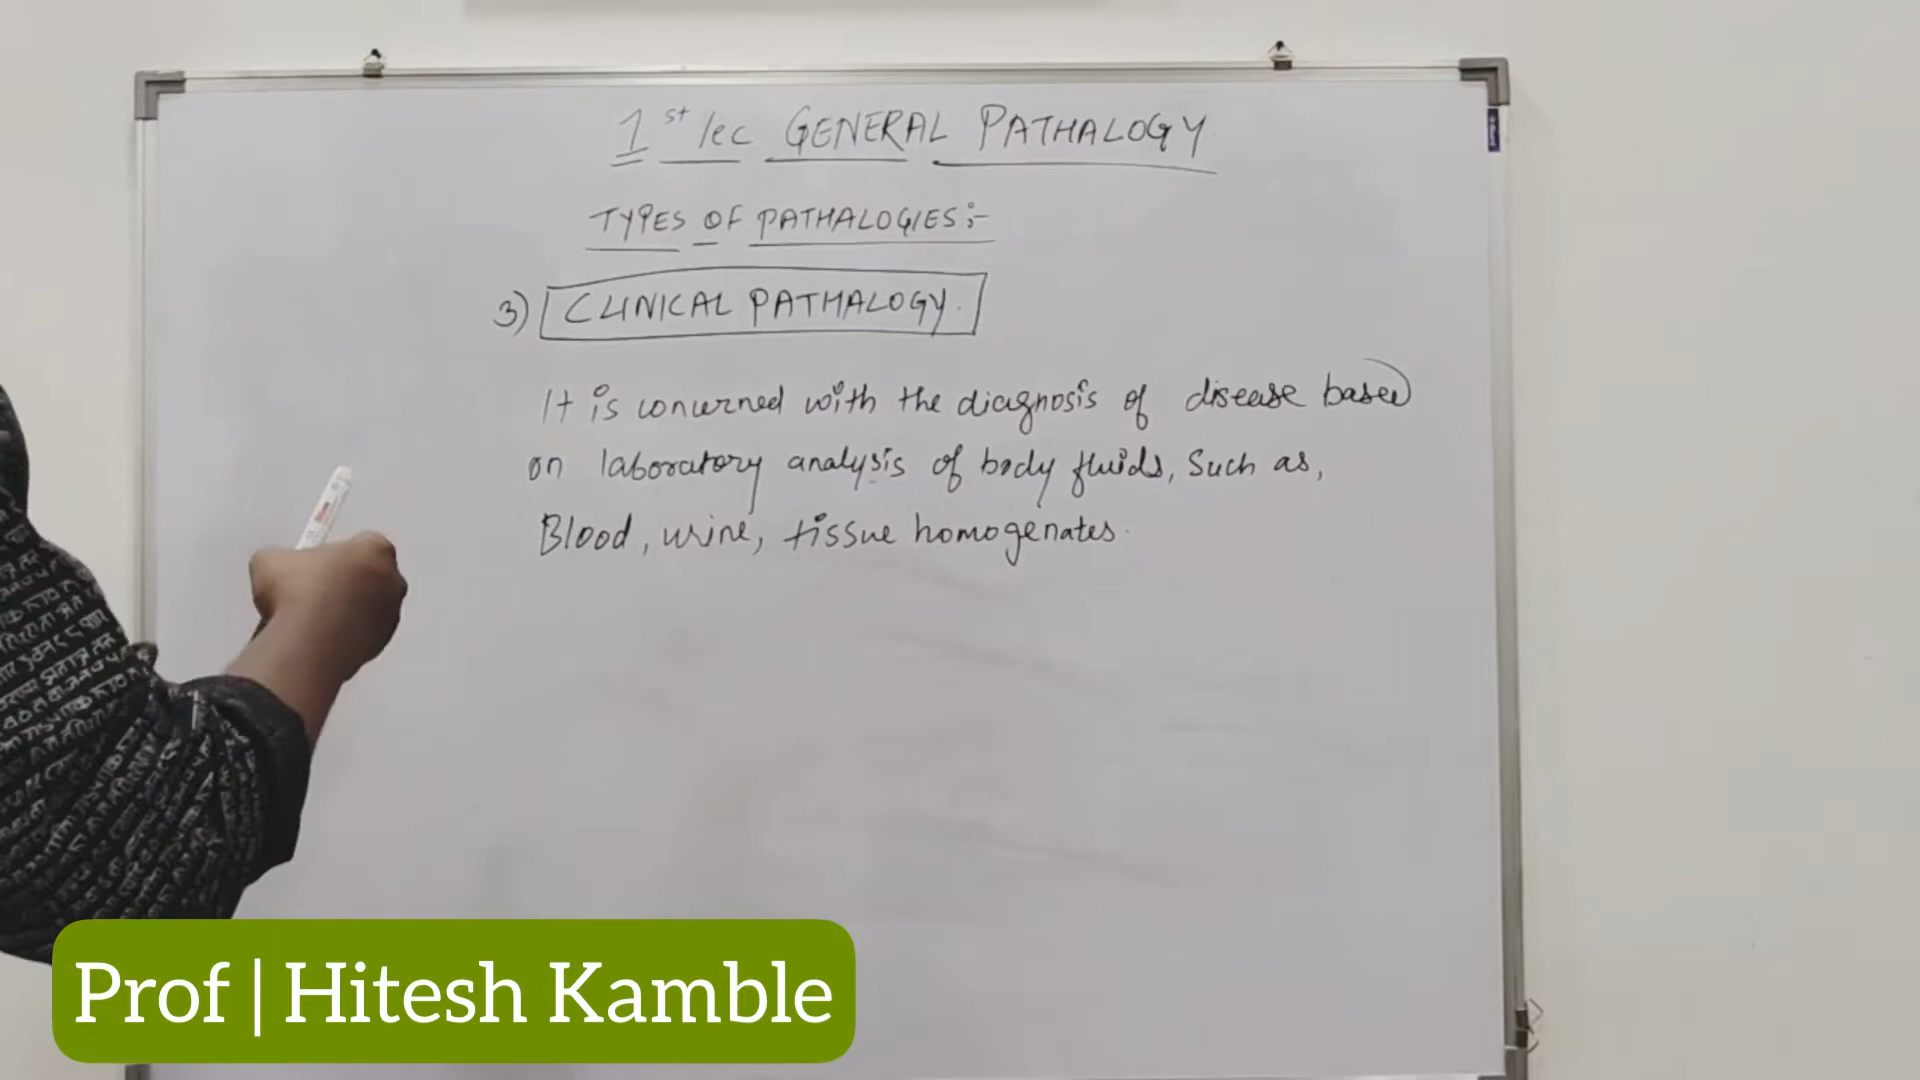 1st lec GENERAL PATHALOGY
TYPES OF PATHALOGIES:-
3) CLINICAL PATHALOGY.
It is concerned with the diagnosis of disease based
on laboratory analysis of body fluids, Such as,
Blood, urine, tissue homogenates.
Prof | Hitesh Kamble